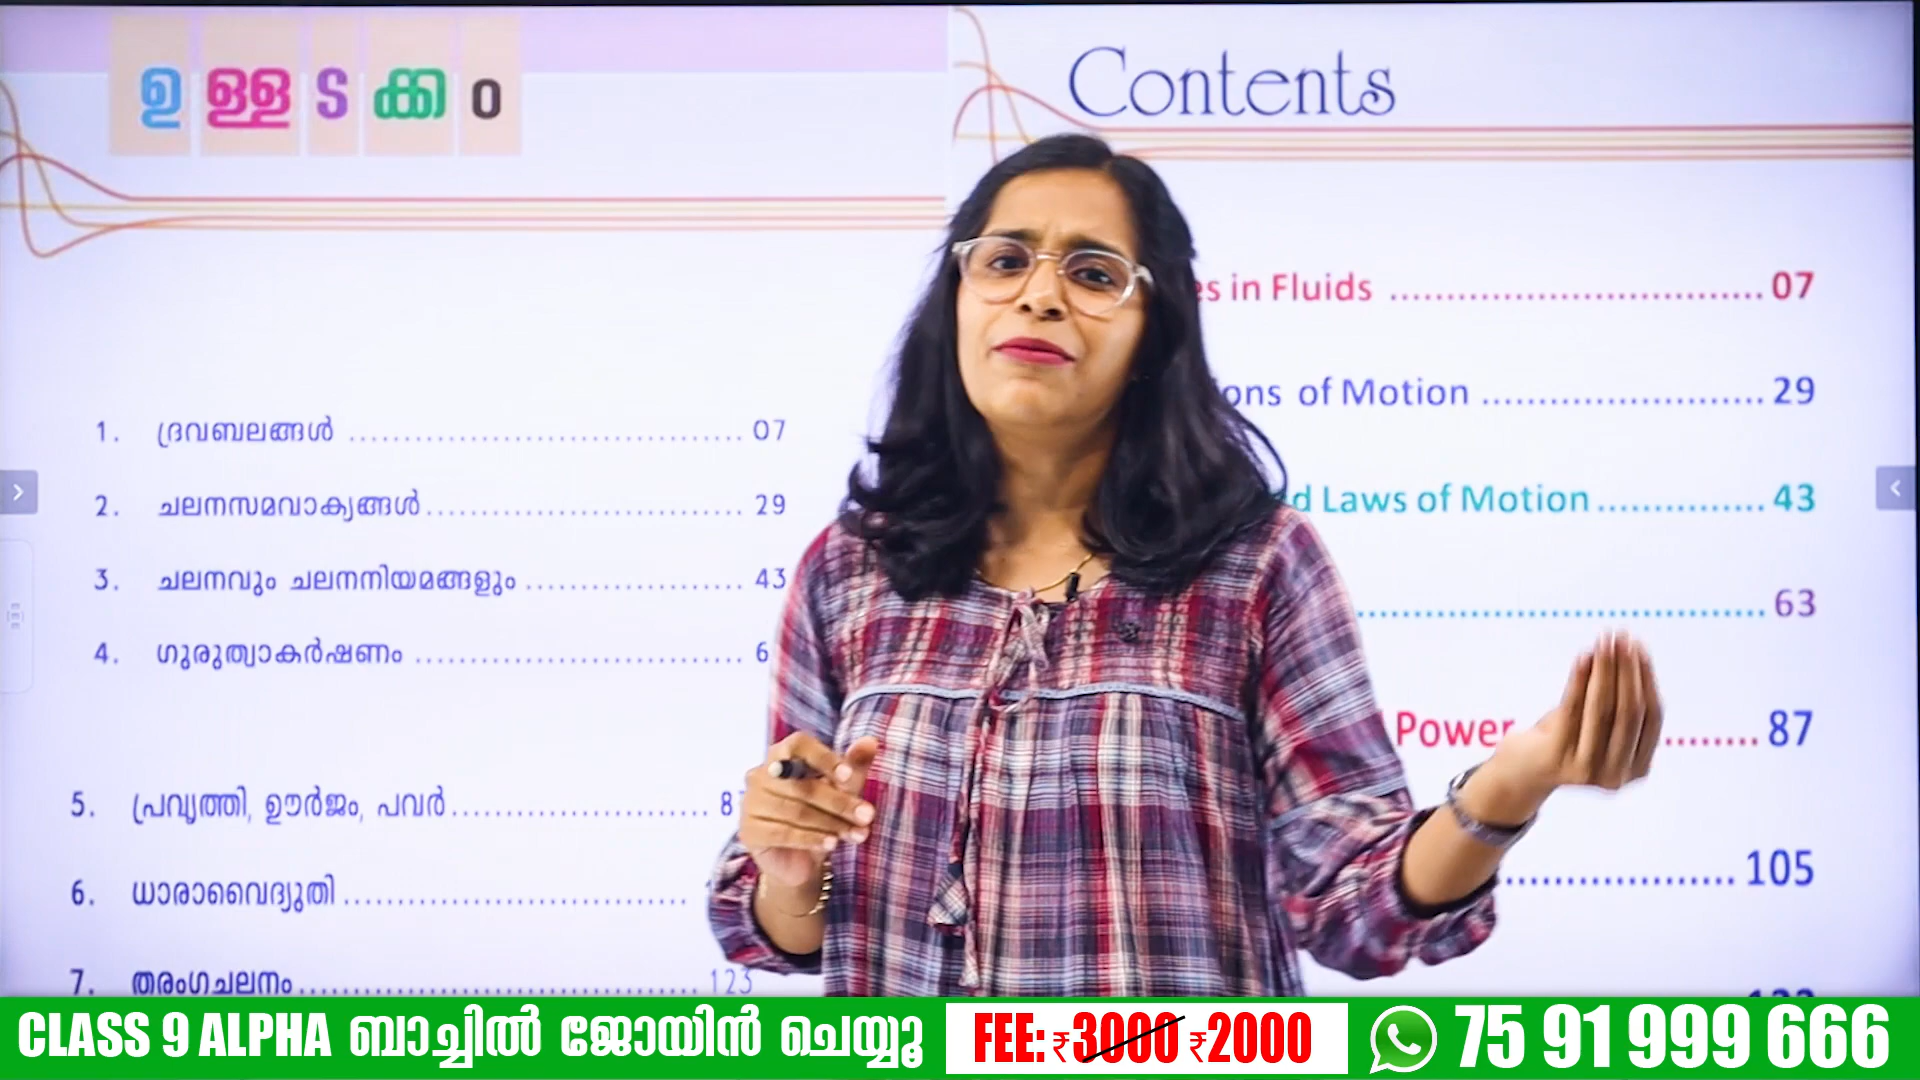 ഉള്ളടക്കം
1. ദ്രവബലങ്ങൾ ........................................ 07
2. ചലനസമവാക്യങ്ങൾ ................................ 29
3. ചലനവും ചലനനിയമങ്ങളും ...................... 43
4. ഗുരുത്വാകർഷണം ................................. 6
5. പ്രവൃത്തി, ഊർജം, പവർ .......................... 8
6. ധാരാവൈദ്യുതി ...................................
7. തരംഗചലനം ........................................ 123
Contents
in Fluids ................................. 07
of Motion ......................... 29
Laws of Motion ............... 43
..................................... 63
Power ........ 87
..................... 105
CLASS 9 ALPHA ബാച്ചിൽ ജോയിൻ ചെയ്യൂ
FEE: ₹3000 ₹2000
75 91 999 666